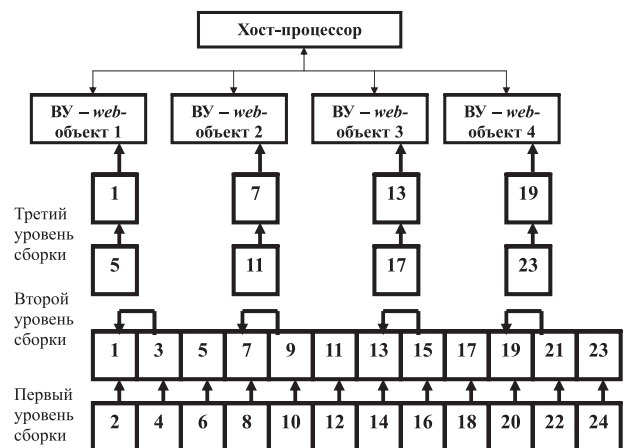 Хост-процессор
ВУ – web-
объект 1
ВУ – web-
объект 2
ВУ – web-
объект 3
ВУ – web-
объект 4
1 7 13 19
Третий
уровень
сборки
5 11 17 23
Второй
уровень
сборки
1 3 5 7 9 11 13 15 17 19 21 23
Первый
уровень
сборки
2 4 6 8 10 12 14 16 18 20 22 24